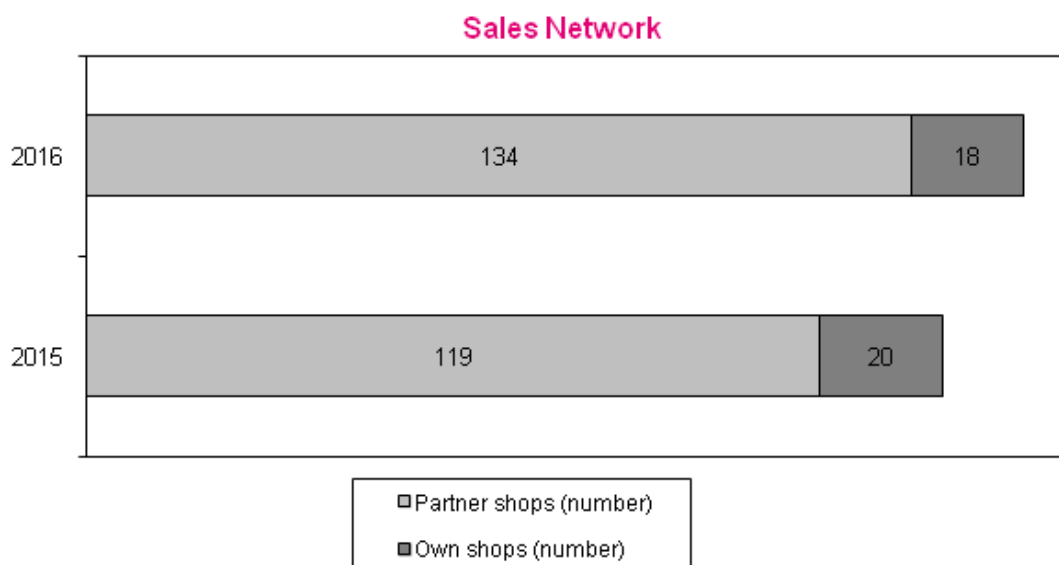 Sales Network
2016
134
18
2015
119
20
Partner shops (number)
Own shops (number)